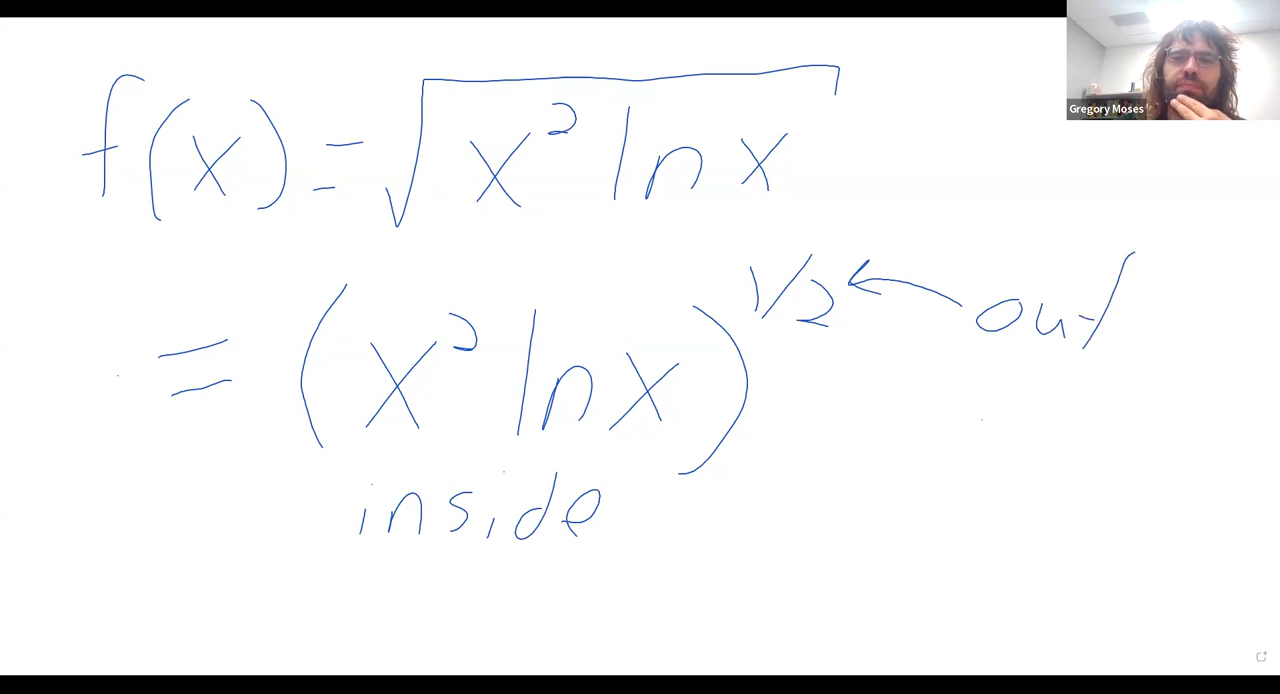 f(x) = √(x² ln x)
Gregory Moses
= (x² ln x)^1/2 ← out
inside